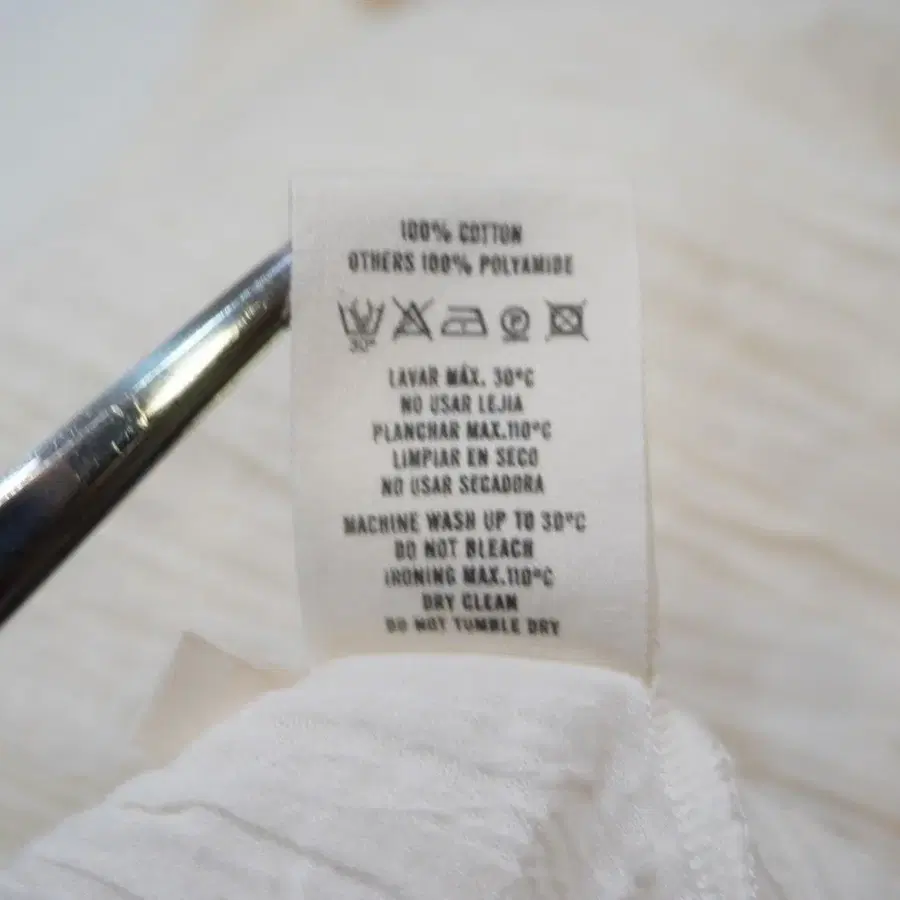 100% COTTON
OTHERS 100% POLYAMIDE
30°
P
LAVAR MÁX. 30°C
NO USAR LEJIA
PLANCHAR MAX.110°C
LIMPIAR EN SECO
NO USAR SECADORA
MACHINE WASH UP TO 30°C
DO NOT BLEACH
IRONING MAX.110°C
DRY CLEAN
DO NOT TUMBLE DRY